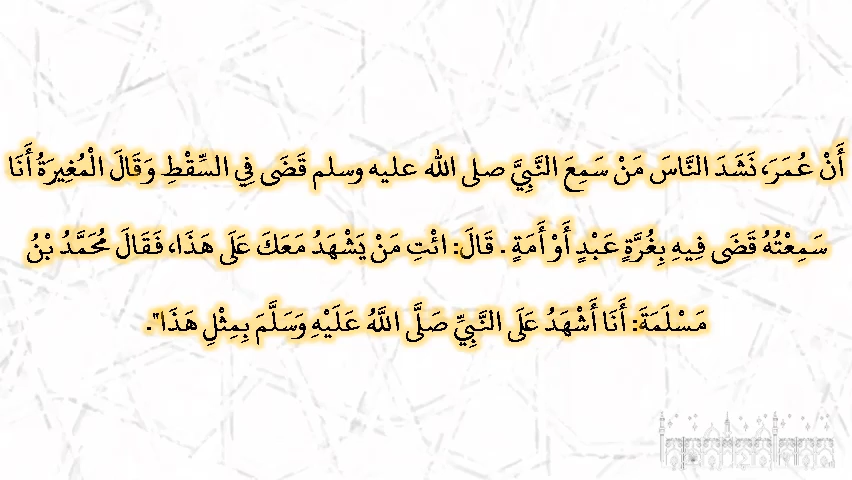 أَنْ عُمَرَ، نَشَدَ النَّاسَ مَنْ سَمِعَ النَّبِيَّ صلى الله عليه وسلم قَضَى فِي السِّقْطِ وَقَالَ الْمُغِيرَةُ أَنَا
سَمِعْتُهُ قَضَى فِيهِ بِغُرَّةٍ عَبْدٍ أَوْ أَمَةٍ . قَالَ: ائْتِ مَنْ يَشْهَدُ مَعَكَ عَلَى هَذَا، فَقَالَ مُحَمَّدُ بْنُ
مَسْلَمَةَ: أَنَا أَشْهَدُ عَلَى النَّبِيِّ صَلَّى اللَّهُ عَلَيْهِ وَسَلَّمَ بِمِثْلِ هَذَا".